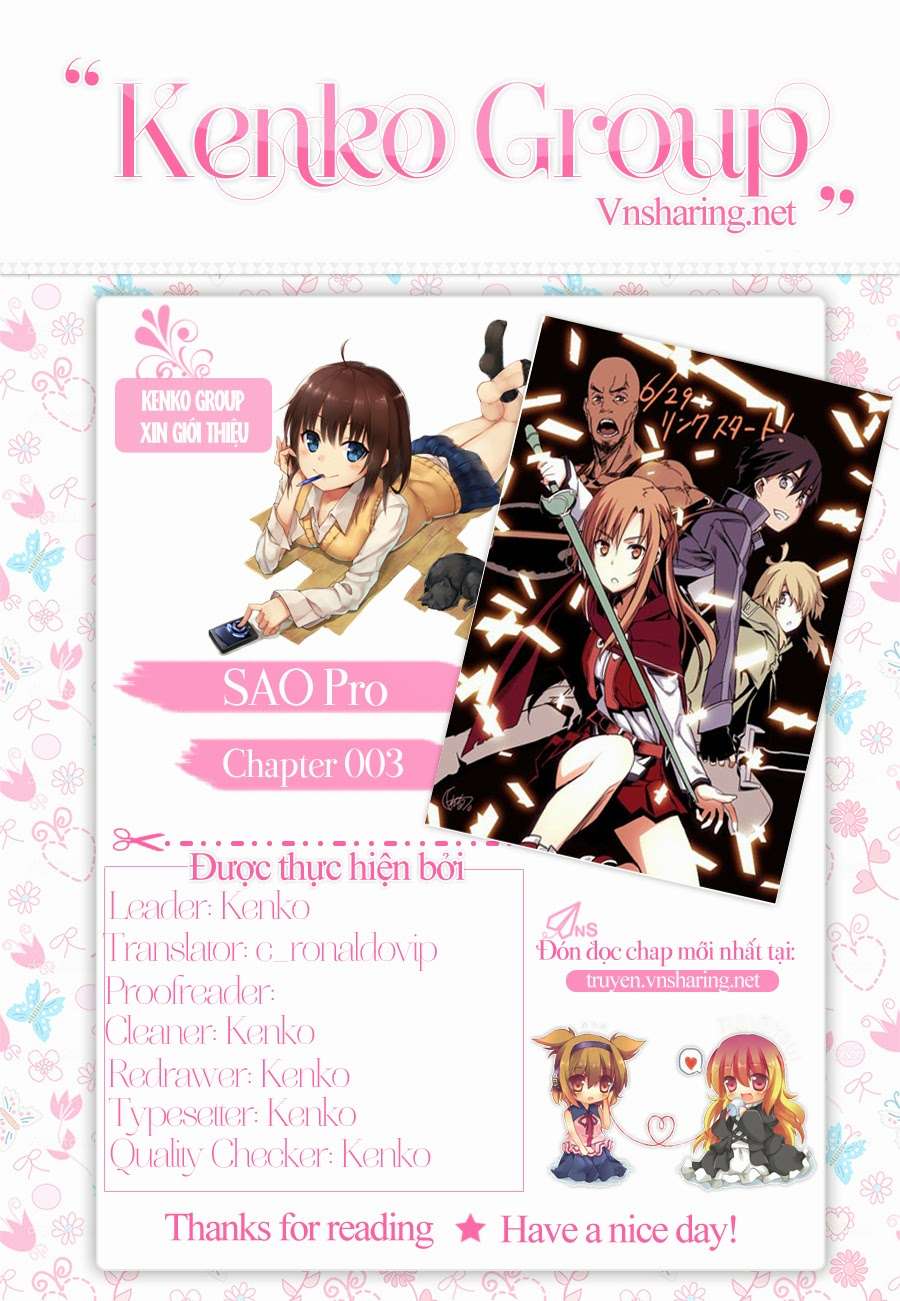 “ Kenko Group
Vnsharing.net ”
KENKO GROUP
XIN GIỚI THIỆU
6/29
リンクスタート!
SAO Pro
Chapter 003
Được thực hiện bởi
Leader: Kenko
Translator: c_ronaldovip
Proofreader:
Cleaner: Kenko
Redrawer: Kenko
Typesetter: Kenko
Quality Checker: Kenko
VNS
Đón đọc chap mới nhất tại:
truyen.vnsharing.net
Thanks for reading ★ Have a nice day!